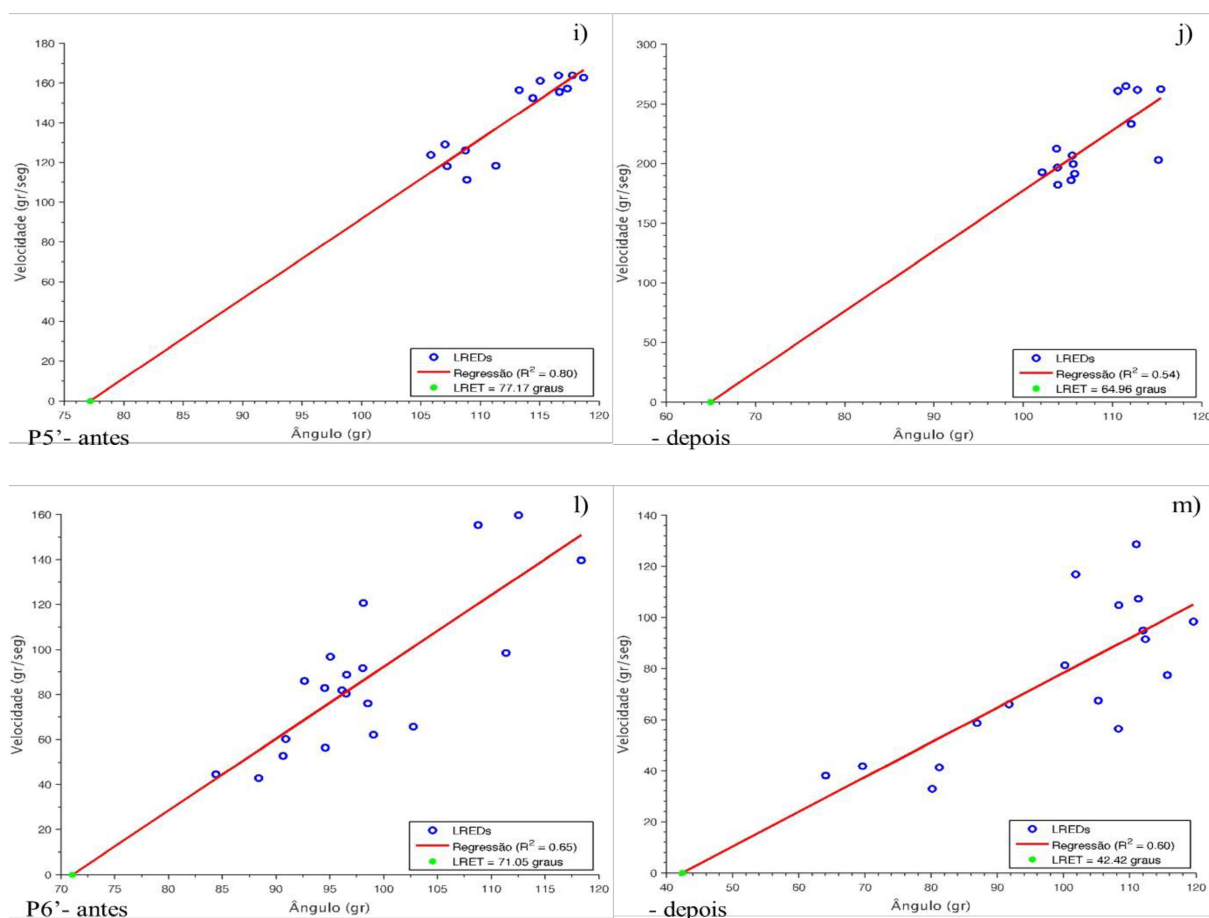 i)
180
160
140
120
100
80
60
40
20
0
Velocidade (gr/seg)
75 80 85 90 95 100 105 110 115 120
Ângulo (gr)
LREDs
Regressão (R² = 0.80)
LRET = 77.17 graus
P5’- antes
j)
300
250
200
150
100
50
0
Velocidade (gr/seg)
60 70 80 90 100 110 120
Ângulo (gr)
LREDs
Regressão (R² = 0.54)
LRET = 64.96 graus
- depois
l)
160
140
120
100
80
60
40
20
0
Velocidade (gr/seg)
70 75 80 85 90 95 100 105 110 115 120
Ângulo (gr)
LREDs
Regressão (R² = 0.65)
LRET = 71.05 graus
P6’- antes
m)
140
120
100
80
60
40
20
0
Velocidade (gr/seg)
40 50 60 70 80 90 100 110 120
Ângulo (gr)
LREDs
Regressão (R² = 0.60)
LRET = 42.42 graus
- depois